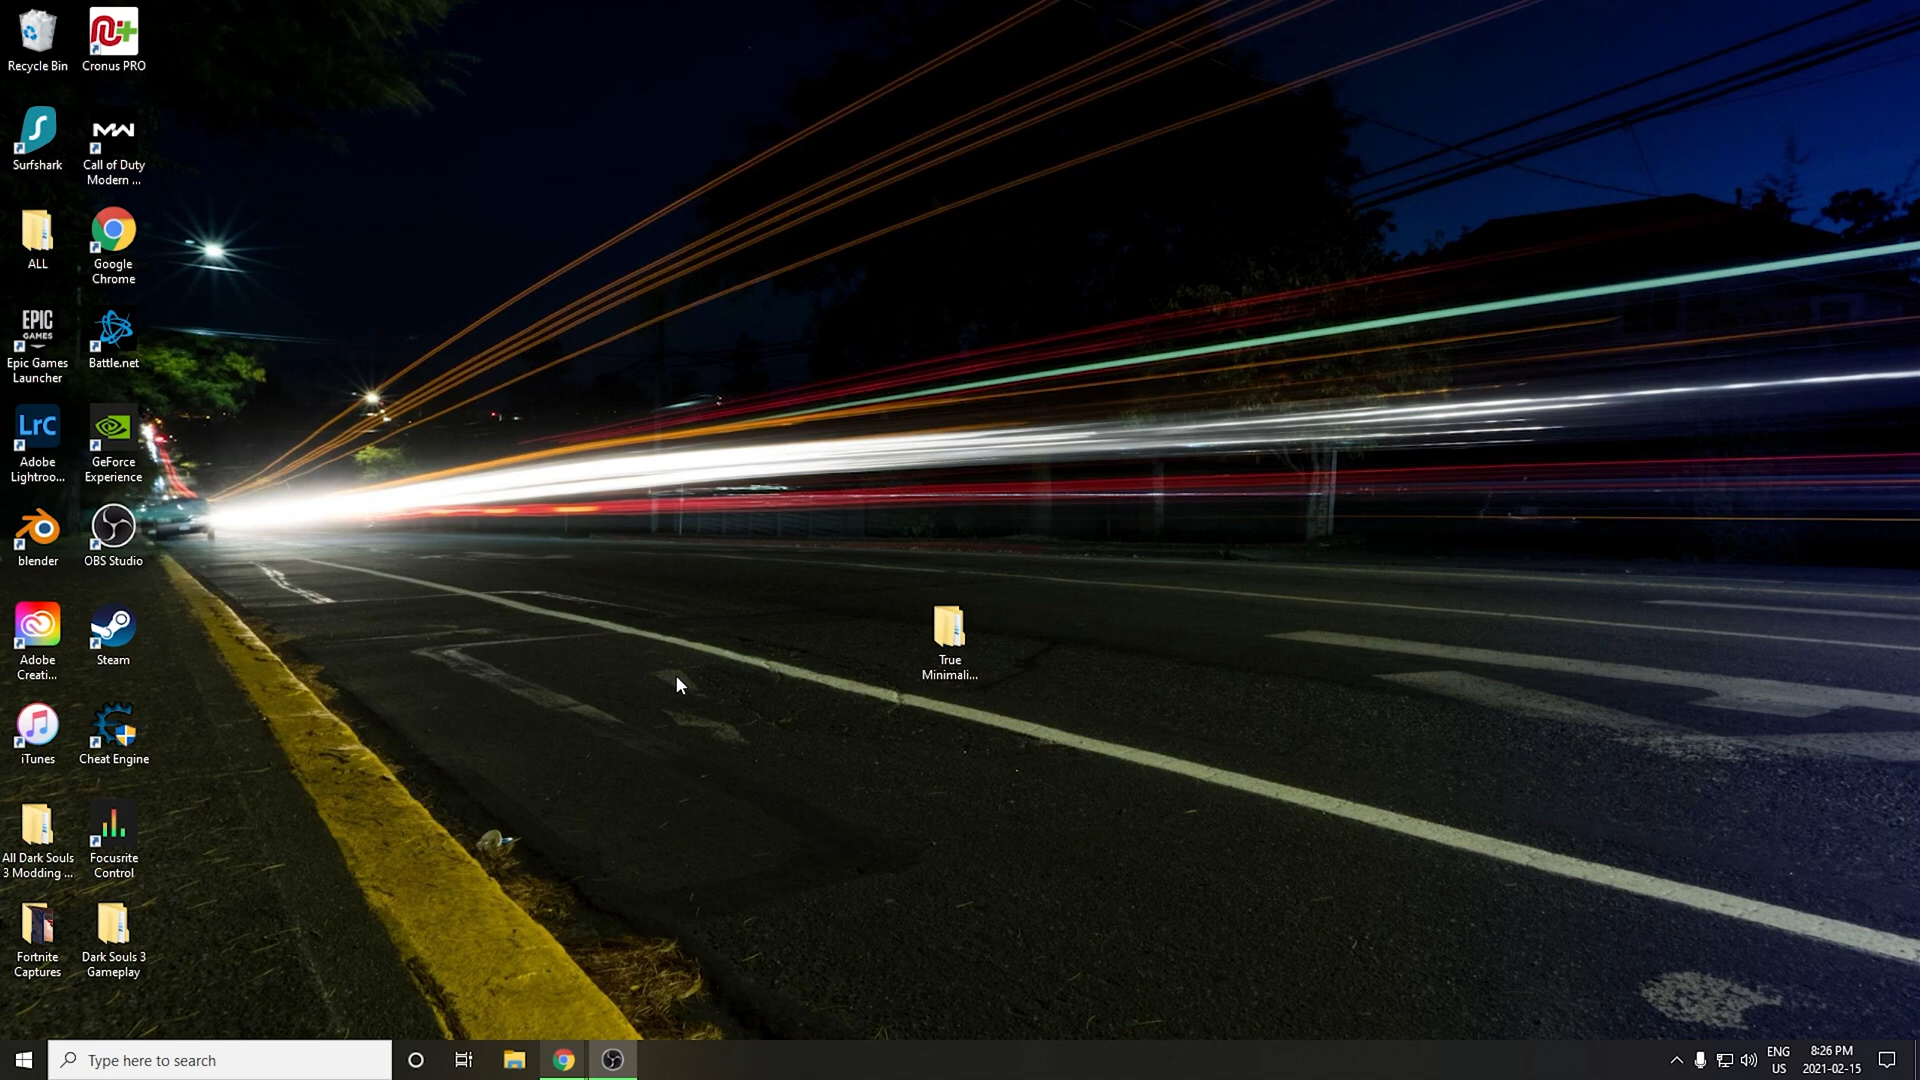 Recycle Bin
Cronus PRO
Surfshark
MW
Call of Duty
Modern ...
ALL
Google
Chrome
EPIC
GAMES
Epic Games
Launcher
Battle.net
LrC
Adobe
Lightroo...
GeForce
Experience
blender
OBS Studio
Adobe
Creati...
Steam
iTunes
Cheat Engine
All Dark Souls
3 Modding ...
Focusrite
Control
Fortnite
Captures
Dark Souls 3
Gameplay
True
Minimali...
Type here to search
ENG
US
8:26 PM
2021-02-15